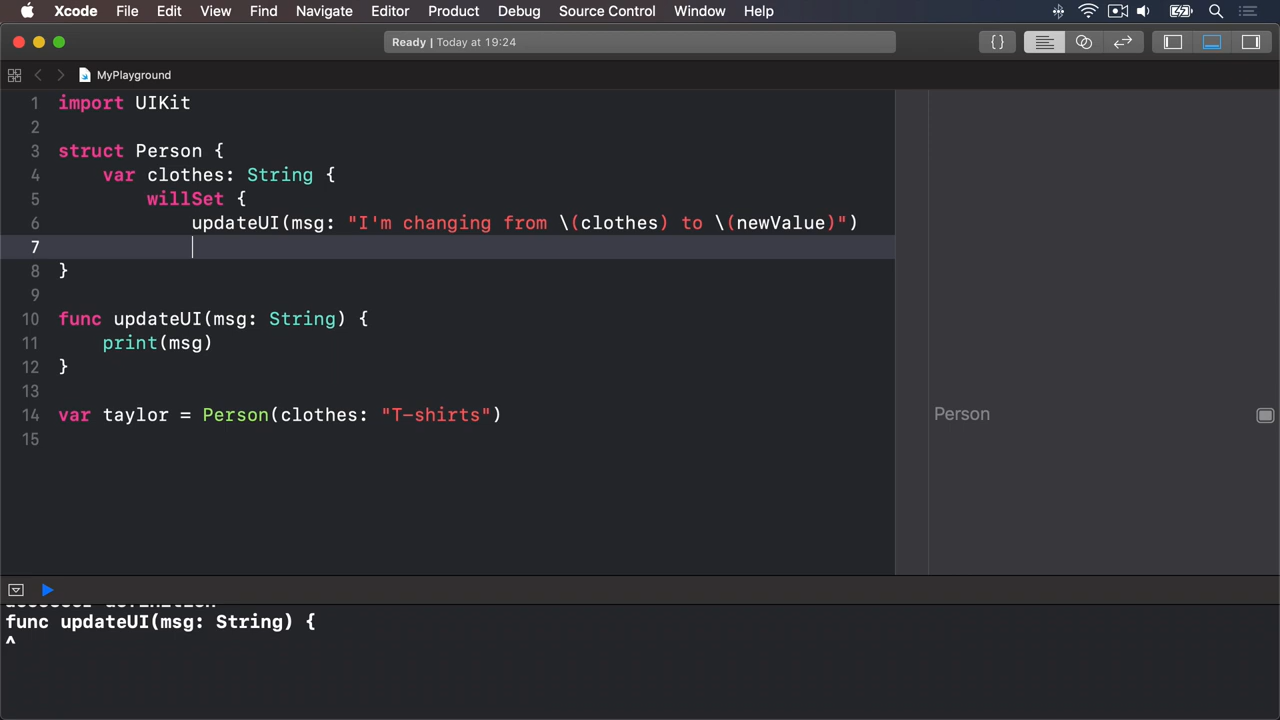 Xcode File Edit View Find Navigate Editor Product Debug Source Control Window Help
Ready | Today at 19:24
{}
MyPlayground
1 import UIKit
2
3 struct Person {
4 var clothes: String {
5 willSet {
6 updateUI(msg: "I'm changing from \(clothes) to \(newValue)")
7
8 }
9
10 func updateUI(msg: String) {
11 print(msg)
12 }
13
14 var taylor = Person(clothes: "T-shirts")
Person
15
accessor definition
func updateUI(msg: String) {
^